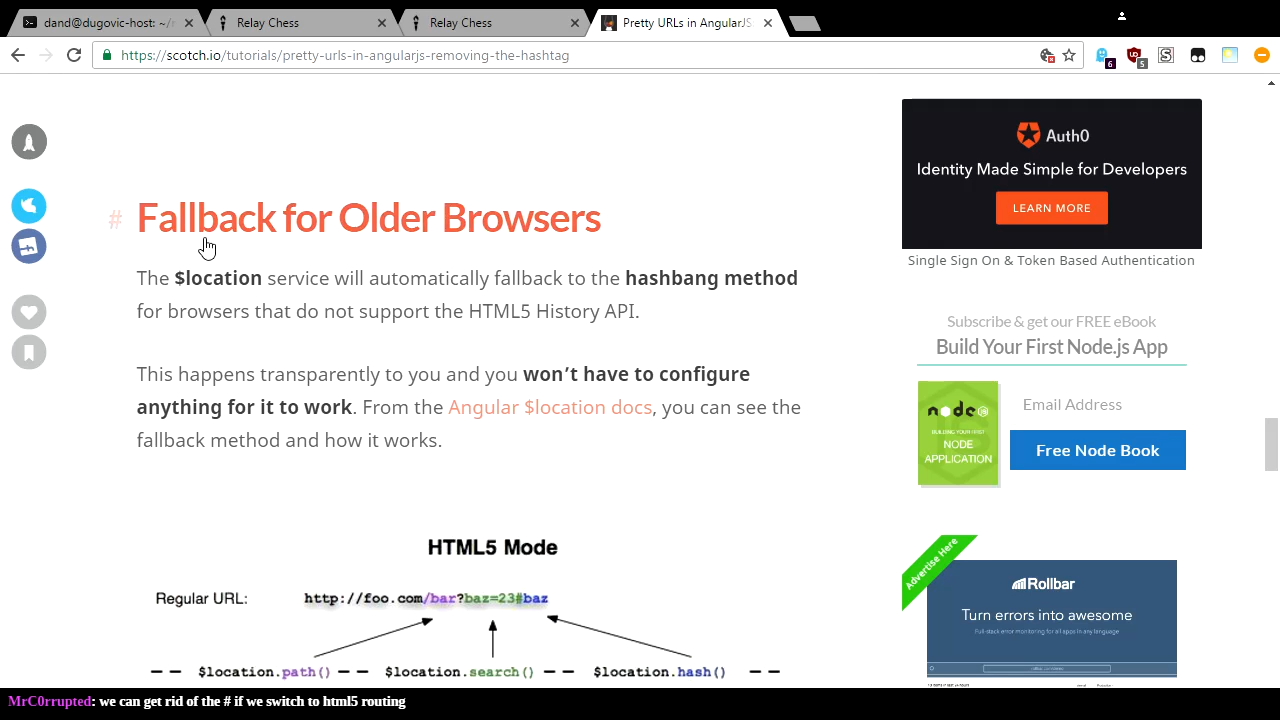 dand@dugovic-host: ~/r
Relay Chess
Relay Chess
Pretty URLs in AngularJS
https://scotch.io/tutorials/pretty-urls-in-angularjs-removing-the-hashtag
6
5
# Fallback for Older Browsers
The $location service will automatically fallback to the hashbang method
for browsers that do not support the HTML5 History API.
This happens transparently to you and you won't have to configure
anything for it to work. From the Angular $location docs, you can see the
fallback method and how it works.
HTML5 Mode
Regular URL: http://foo.com/bar?baz=23#baz
$location.path() $location.search() $location.hash()
Auth0
Identity Made Simple for Developers
LEARN MORE
Single Sign On & Token Based Authentication
Subscribe & get our FREE eBook
Build Your First Node.js App
node
BUILDING YOUR FIRST
NODE
APPLICATION
Email Address
Free Node Book
Advertise Here
Rollbar
Turn errors into awesome
Full-stack error monitoring for all apps in any language
MrC0rrupted: we can get rid of the # if we switch to html5 routing